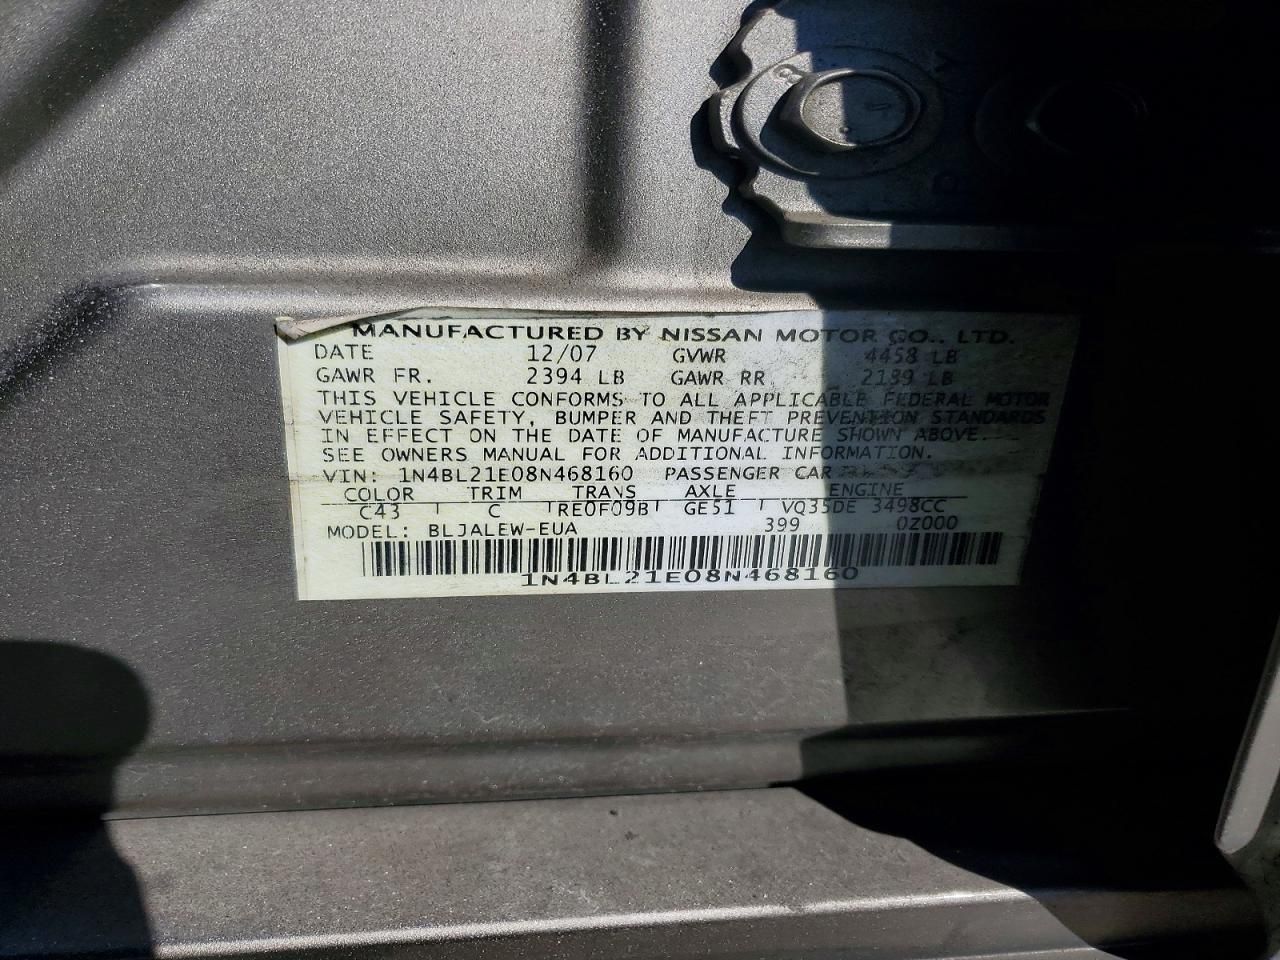 8
MANUFACTURED BY NISSAN MOTOR CO., LTD.
DATE 12/07 GVWR 4458 LB
GAWR FR. 2394 LB GAWR RR 2189 LB
THIS VEHICLE CONFORMS TO ALL APPLICABLE FEDERAL MOTOR
VEHICLE SAFETY, BUMPER AND THEFT PREVENTION STANDARDS
IN EFFECT ON THE DATE OF MANUFACTURE SHOWN ABOVE.
SEE OWNERS MANUAL FOR ADDITIONAL INFORMATION.
VIN: 1N4BL21E08N468160 PASSENGER CAR
COLOR TRIM TRANS AXLE ENGINE
C43 C RE0F09B GE51 VQ35DE 3498CC
MODEL: BLJALEW-EUA 399 0Z000
1N4BL21E08N468160